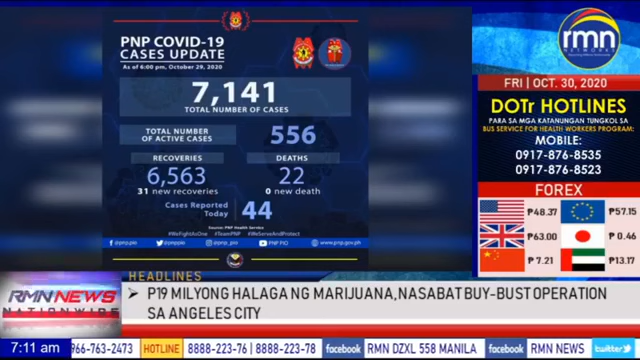 PNP COVID-19
CASES UPDATE
As of 6:00 pm, October 29, 2020
7,141
TOTAL NUMBER OF CASES
TOTAL NUMBER
OF ACTIVE CASES
556
RECOVERIES
6,563
31 new recoveries
DEATHS
22
0 new death
Cases Reported
Today
44
Source: PNP Health Service
#WeFightAsOne #TeamPNP #WeServeAndProtect
@pnp.pio
@pnppio
@pnp_pio
PNP PIO
www.pnp.gov.ph
rmn
NETWORKS
FRI | OCT. 30, 2020
DOTr HOTLINES
PARA SA MGA KATANUNGAN TUNGKOL SA
BUS SERVICE FOR HEALTH WORKERS PROGRAM:
MOBILE:
0917-876-8535
0917-876-8523
FOREX
₱48.37
₱57.15
₱63.00
₱ 0.46
₱ 7.21
₱13.17
HEADLINES
RMN NEWS
NATIONWIDE
P19 MILYONG HALAGA NG MARIJUANA,NASABAT BUY-BUST OPERATION
SA ANGELES CITY
7:11 am
966-763-2473 HOTLINE 8888-223-76 | 8888-223-78 facebook RMN DZXL 558 MANILA facebook RMN NEWS twitter